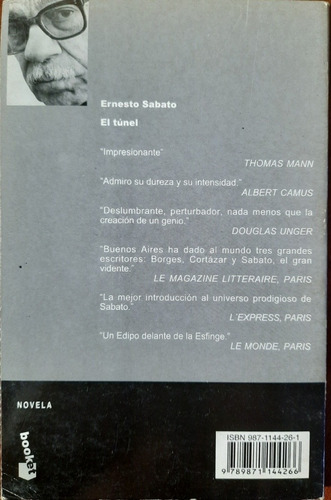 Ernesto Sabato
El túnel
"Impresionante"
THOMAS MANN
"Admiro su dureza y su intensidad."
ALBERT CAMUS
"Deslumbrante, perturbador, nada menos que la
creación de un genio."
DOUGLAS UNGER
"Buenos Aires ha dado al mundo tres grandes
escritores: Borges, Cortázar y Sabato, el gran
vidente."
LE MAGAZINE LITTERAIRE, PARIS
"La mejor introducción al universo prodigioso de
Sabato."
L'EXPRESS, PARIS
"Un Edipo delante de la Esfinge."
LE MONDE, PARIS
NOVELA
booket
ISBN 987-1144-26-1
9 789871 144266